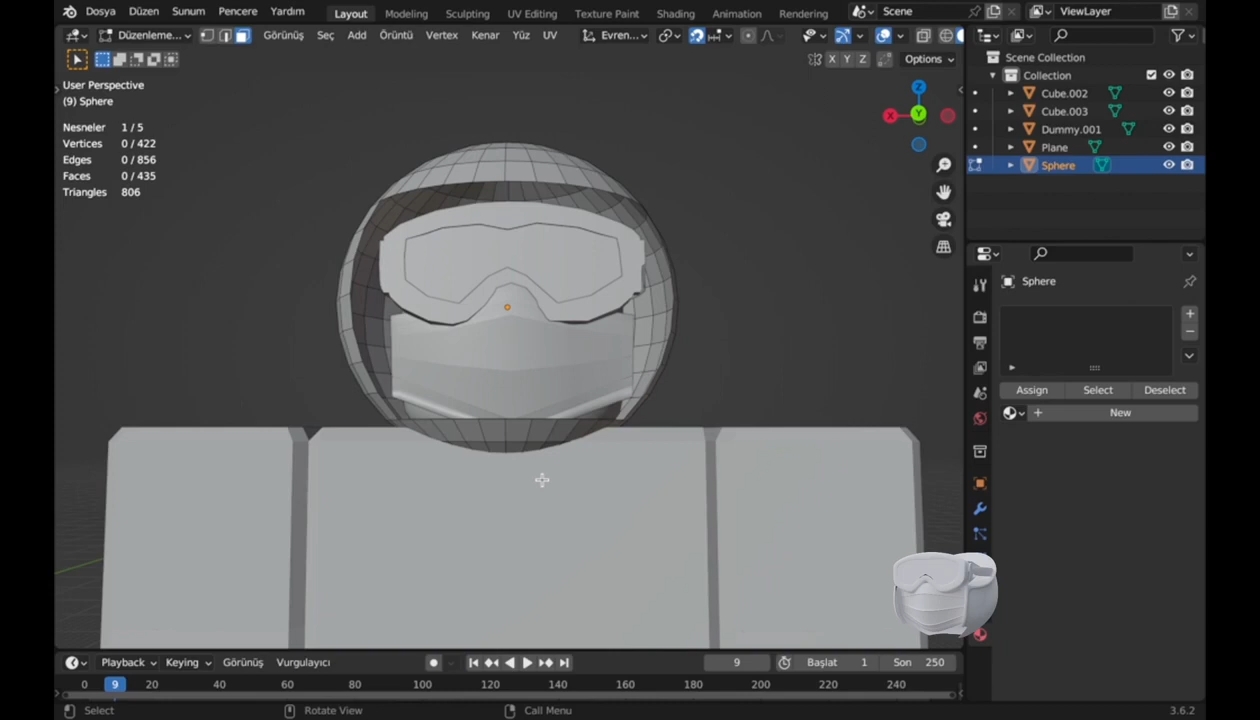 Dosya Düzen Sunum Pencere Yardım Layout Modeling Sculpting UV Editing Texture Paint Shading Animation Rendering Scene ViewLayer
Düzenleme... Görünüş Seç Add Örüntü Vertex Kenar Yüz UV Evren...
X Y Z Options
User Perspective
(9) Sphere
Nesneler 1 / 5
Vertices 0 / 422
Edges 0 / 856
Faces 0 / 435
Triangles 806
Z
X
Y
Scene Collection
Collection
Cube.002
Cube.003
Dummy.001
Plane
Sphere
Sphere
Assign Select Deselect
New
Playback Keying Görünüş Vurgulayıcı 9 Başlat 1 Son 250
0 9 20 40 60 80 100 120 140 160 180 200 220 240
Select Rotate View Call Menu 3.6.2